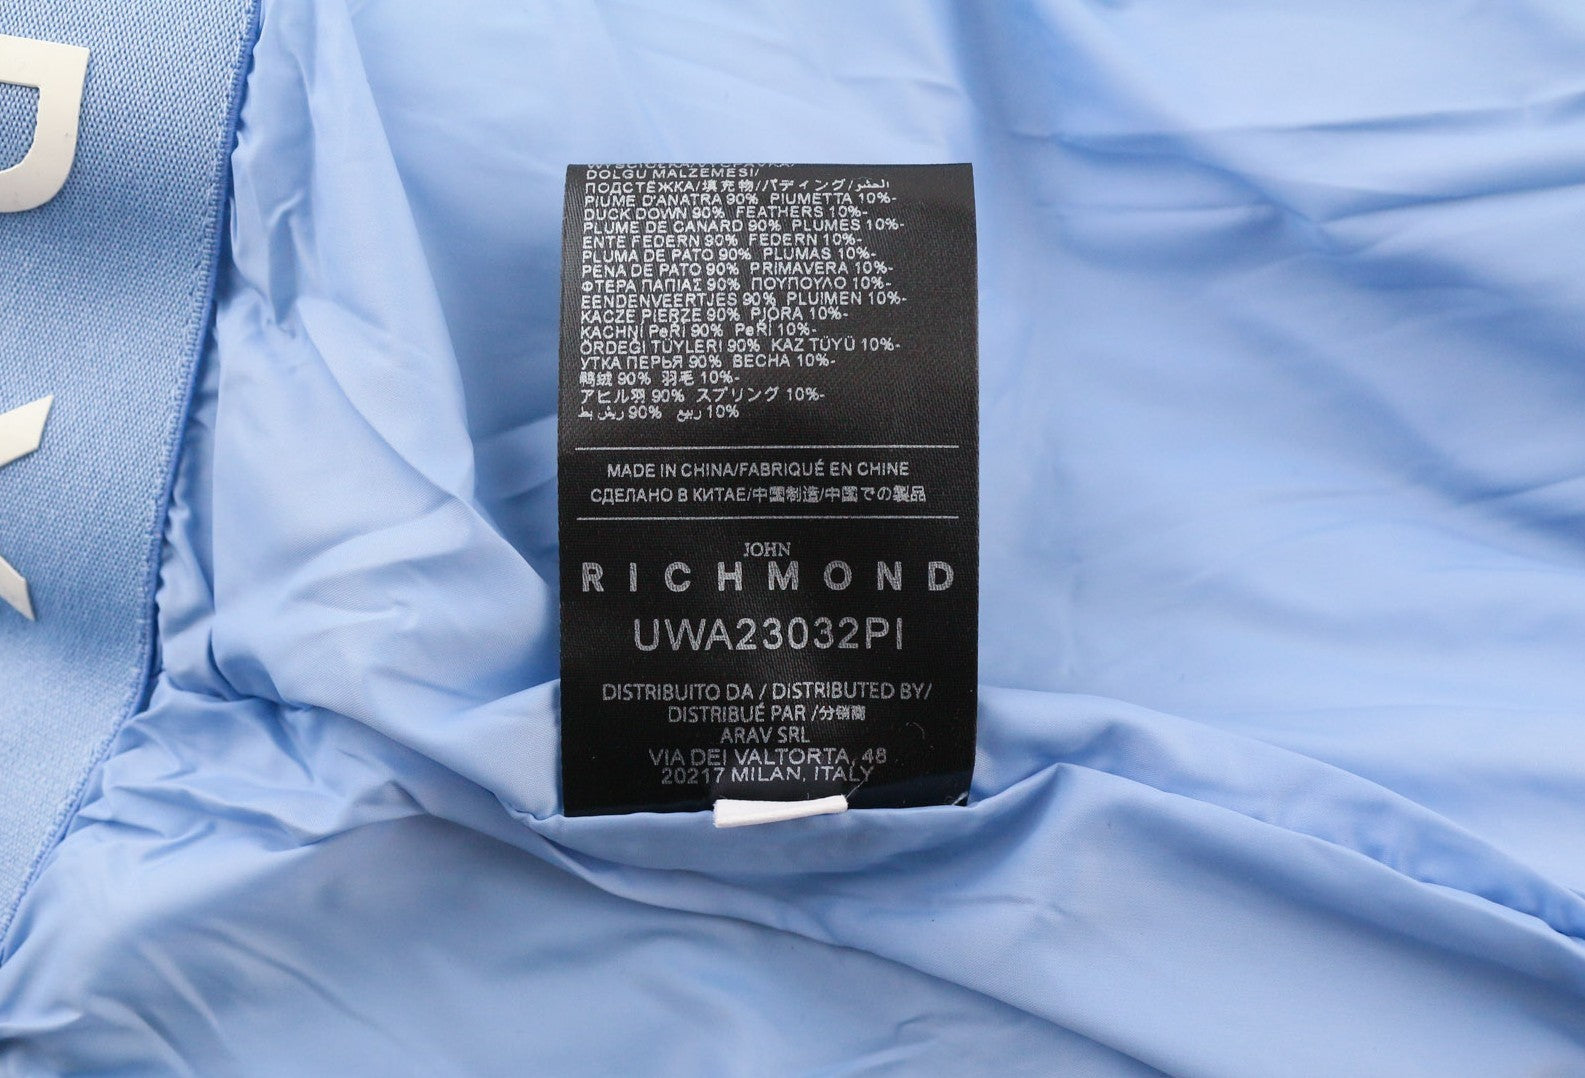 DOLGU MALZEMESI/
ПОДСТЁЖКА/填充物//パディング/الحشو
PIUME D'ANATRA 90% PIUMETTA 10%-
DUCK DOWN 90% FEATHERS 10%-
PLUME DE CANARD 90% PLUMES 10%-
ENTE FEDERN 90% FEDERN 10%-
PLUMA DE PATO 90% PLUMAS 10%-
PENA DE PATO 90% PRIMAVERA 10%-
ΦΤΕΡΑ ΠΑΠΙΑΣ 90% ΠΟΥΠΟΥΛΟ 10%-
EENDENVEERTJES 90% PLUIMEN 10%-
KACZE PIERZE 90% PJORA 10%-
KACHNÍ PeŘÍ 90% PeŘÍ 10%-
ÖRDEĞI TÜYLERI 90% KAZ TÜYÜ 10%-
УТКА ПЕРЬЯ 90% ВЕСНА 10%-
鸭绒 90% 羽毛 10%-
アヒル羽 90% スプリング 10%-
ريش بط 90% ربيع 10%
MADE IN CHINA/FABRIQUÉ EN CHINE
СДЕЛАНО В КИТАЕ/中国制造/中国での製品
JOHN
RICHMOND
UWA23032PI
DISTRIBUITO DA / DISTRIBUTED BY/
DISTRIBUÉ PAR /分销商
ARAV SRL
VIA DEI VALTORTA, 48
20217 MILAN, ITALY